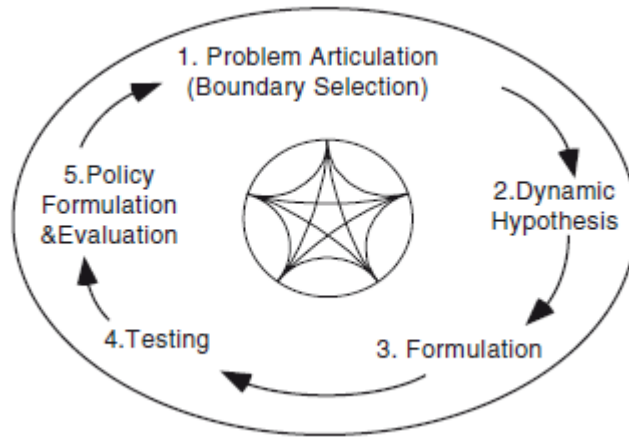 1. Problem Articulation
(Boundary Selection)
2.Dynamic
Hypothesis
3. Formulation
4.Testing
5.Policy
Formulation
&Evaluation